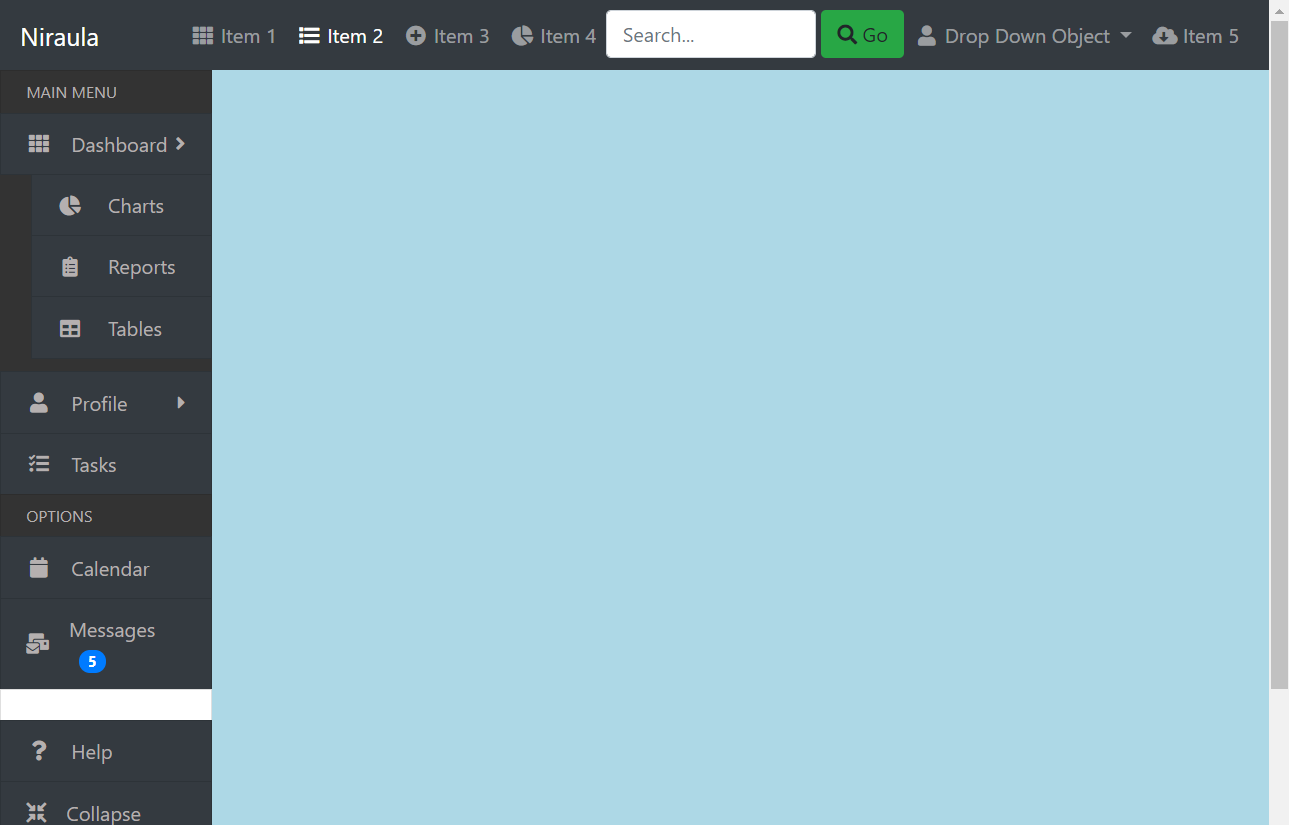 Niraula
Item 1
Item 2
Item 3
Item 4
Search...
Go
Drop Down Object
Item 5
MAIN MENU
Dashboard
Charts
Reports
Tables
Profile
Tasks
OPTIONS
Calendar
Messages
5
Help
Collapse